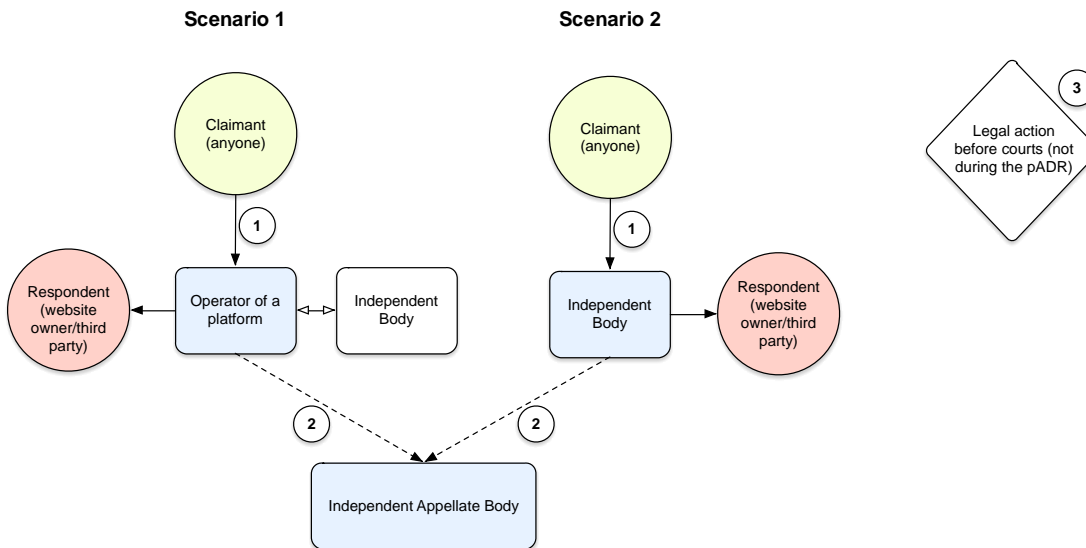 Scenario 1
Scenario 2
Claimant
(anyone)
Claimant
(anyone)
3
Legal action
before courts (not
during the pADR)
1
1
Respondent
(website
owner/third
party)
Operator of a
platform
Independent
Body
Independent
Body
Respondent
(website
owner/third
party)
2
2
Independent Appellate Body